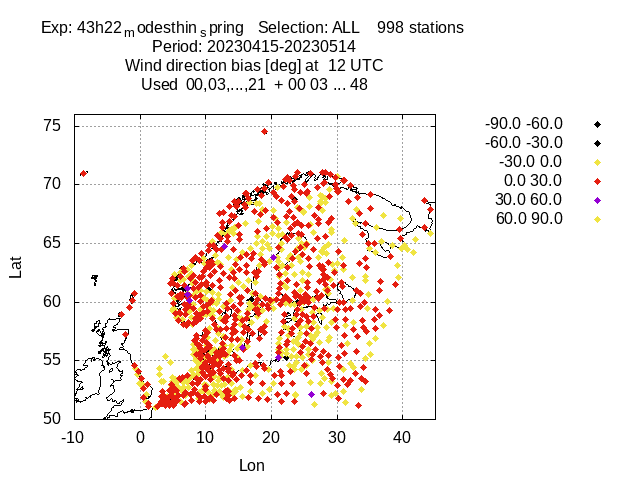 Exp: 43h22modesthinspring Selection: ALL 998 stations
Period: 20230415-20230514
Wind direction bias [deg] at 12 UTC
Used 00,03,...,21 + 00 03 ... 48
-90.0 -60.0
-60.0 -30.0
-30.0 0.0
0.0 30.0
30.0 60.0
60.0 90.0
75
70
65
60
55
50
Lat
-10 0 10 20 30 40
Lon